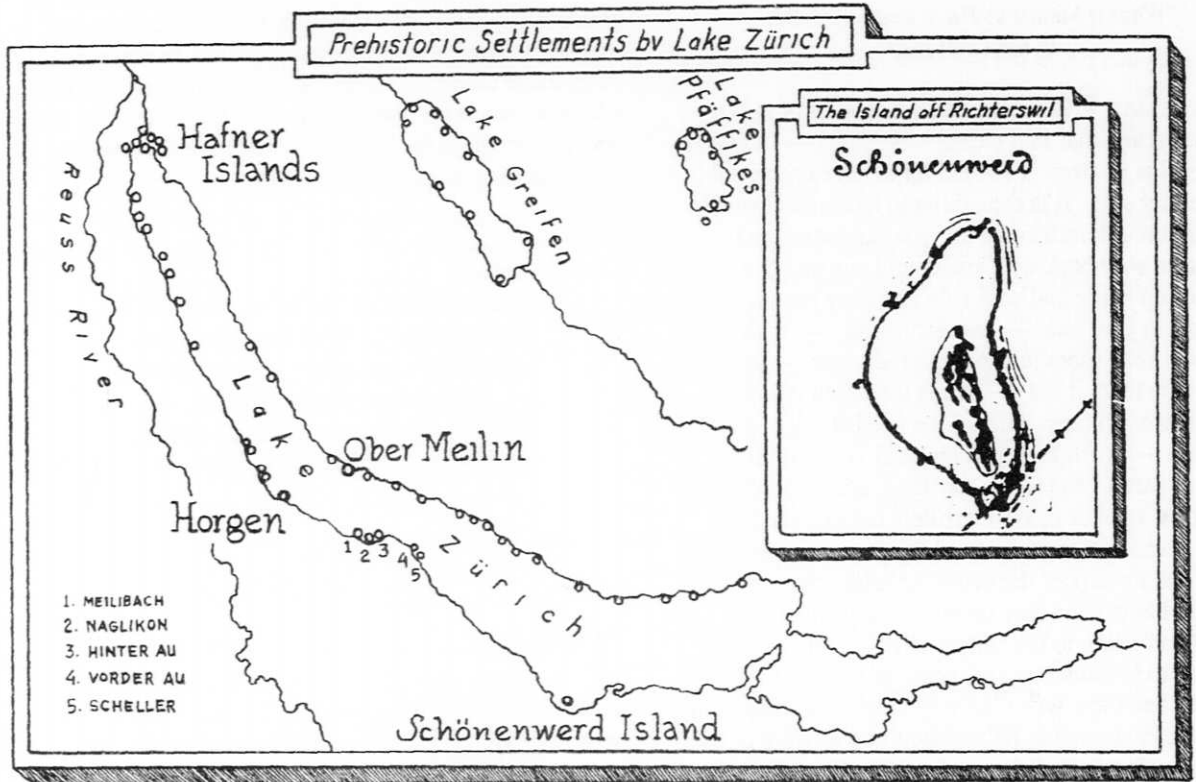 Prehistoric Settlements by Lake Zürich
Hafner
Islands
Reuss River
Lake Greifen
Lake
Pfäffikes
The Island off Richterswil
Schönenwerd
Lake Zürich
Ober Meilin
Horgen
1 2 3 4
5
1. MEILIBACH
2. NAGLIKON
3. HINTER AU
4. VORDER AU
5. SCHELLER
Schönenwerd Island